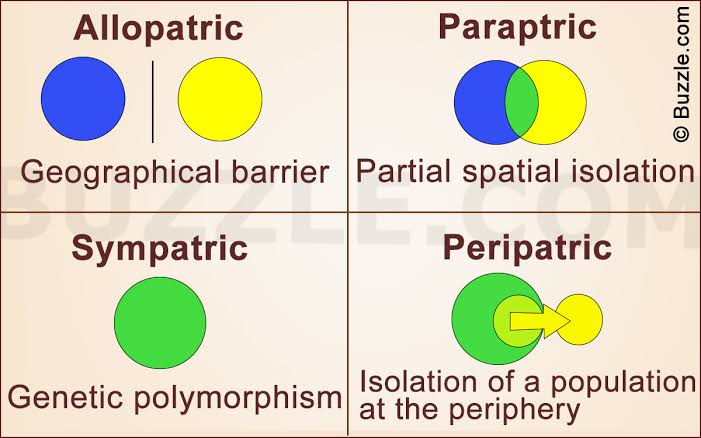 Allopatric
Geographical barrier
Paraptric
Partial spatial isolation
© Buzzle.com
Sympatric
Genetic polymorphism
Peripatric
Isolation of a population
at the periphery
BUZZLE.COM